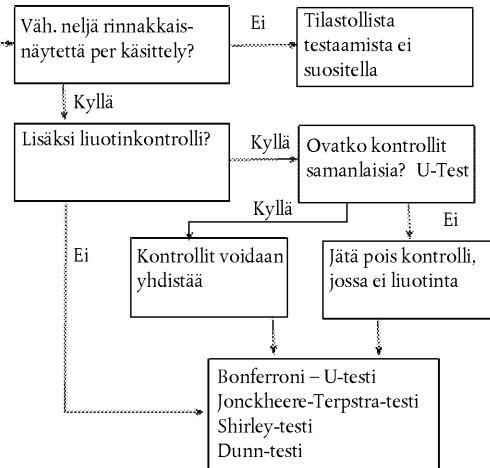 Väh. neljä rinnakkais-
näytettä per käsittely?
Ei
Tilastollista
testaamista ei
suositella
Kyllä
Lisäksi liuotinkontrolli?
Kyllä
Ovatko kontrollit
samanlaisia? U-Test
Kyllä
Ei
Ei
Kontrollit voidaan
yhdistää
Jätä pois kontrolli,
jossa ei liuotinta
Bonferroni – U-testi
Jonckheere-Terpstra-testi
Shirley-testi
Dunn-testi